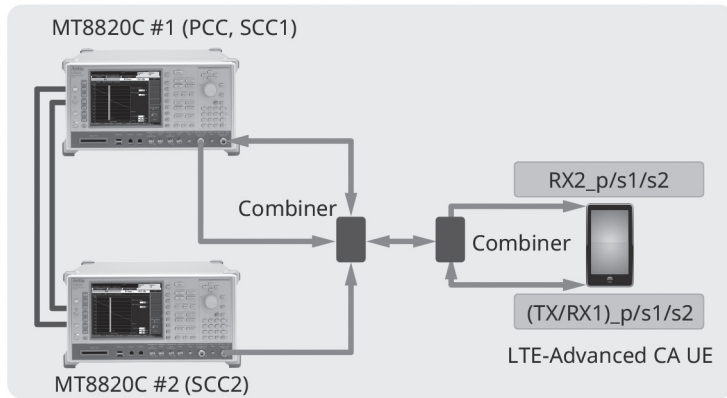 MT8820C #1 (PCC, SCC1)
Combiner
RX2_p/s1/s2
Combiner
(TX/RX1)_p/s1/s2
LTE-Advanced CA UE
MT8820C #2 (SCC2)